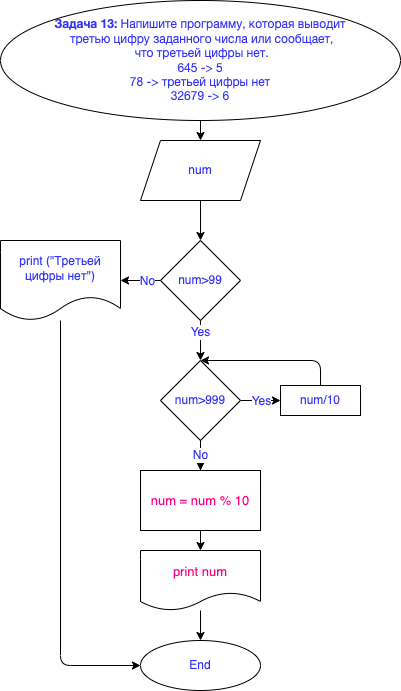 Задача 13: Напишите программу, которая выводит
третью цифру заданного числа или сообщает,
что третьей цифры нет.
645 -> 5
78 -> третьей цифры нет
32679 -> 6
num
print ("Третьей
цифры нет")
No
num>99
Yes
num>999
Yes
num/10
No
num = num % 10
print num
End